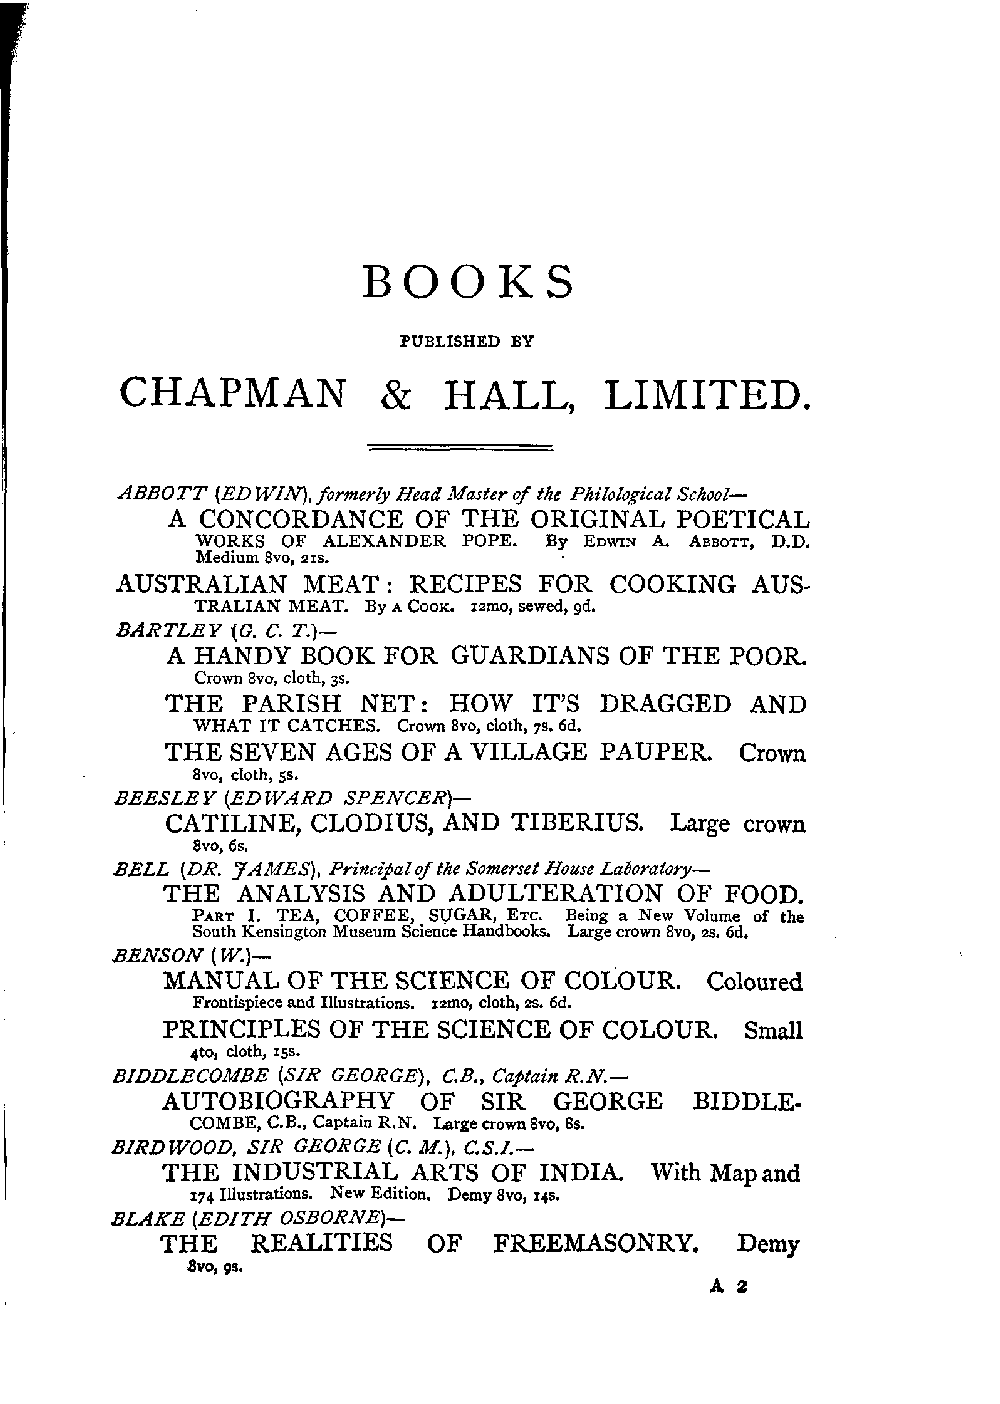 BOOKS
PUBLISHED BY
CHAPMAN & HALL, LIMITED.
ABBOTT (EDWIN), formerly Head Master of the Philological School—
A CONCORDANCE OF THE ORIGINAL POETICAL
WORKS OF ALEXANDER POPE. By EDWIN A. ABBOTT, D.D.
Medium 8vo, 21s.
AUSTRALIAN MEAT: RECIPES FOR COOKING AUS-
TRALIAN MEAT. By A COOK. 12mo, sewed, 9d.
BARTLEY (G. C. T.)—
A HANDY BOOK FOR GUARDIANS OF THE POOR.
Crown 8vo, cloth, 3s.
THE PARISH NET: HOW IT'S DRAGGED AND
WHAT IT CATCHES. Crown 8vo, cloth, 7s. 6d.
THE SEVEN AGES OF A VILLAGE PAUPER. Crown
8vo, cloth, 5s.
BEESLEY (EDWARD SPENCER)—
CATILINE, CLODIUS, AND TIBERIUS. Large crown
8vo, 6s.
BELL (DR. JAMES), Principal of the Somerset House Laboratory—
THE ANALYSIS AND ADULTERATION OF FOOD.
PART I. TEA, COFFEE, SUGAR, ETC. Being a New Volume of the
South Kensington Museum Science Handbooks. Large crown 8vo, 2s. 6d.
BENSON (W.)—
MANUAL OF THE SCIENCE OF COLOUR. Coloured
Frontispiece and Illustrations. 12mo, cloth, 2s. 6d.
PRINCIPLES OF THE SCIENCE OF COLOUR. Small
4to, cloth, 15s.
BIDDLECOMBE (SIR GEORGE), C.B., Captain R.N.—
AUTOBIOGRAPHY OF SIR GEORGE BIDDLE-
COMBE, C.B., Captain R.N. Large crown 8vo, 8s.
BIRDWOOD, SIR GEORGE (C. M.), C.S.I.—
THE INDUSTRIAL ARTS OF INDIA. With Map and
174 Illustrations. New Edition. Demy 8vo, 14s.
BLAKE (EDITH OSBORNE)—
THE REALITIES OF FREEMASONRY. Demy
8vo, 9s.
A 2